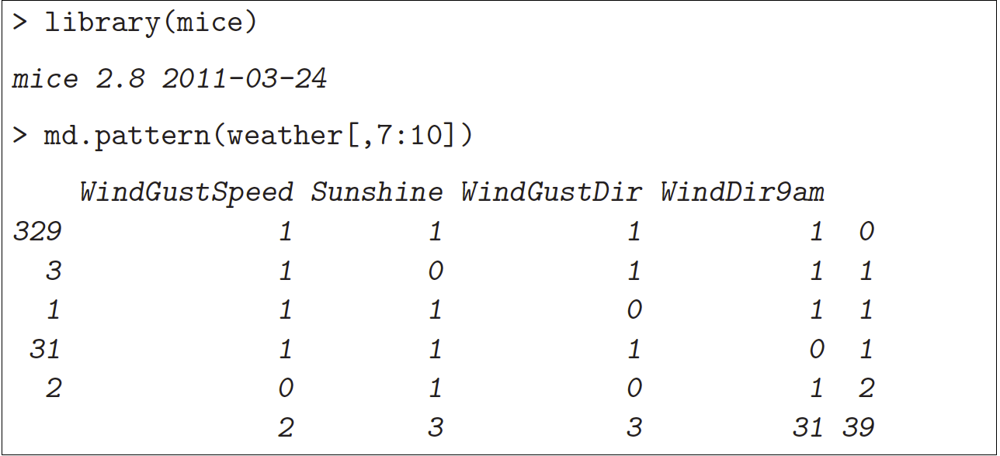 > library(mice)
mice 2.8 2011-03-24
> md.pattern(weather[,7:10])
WindGustSpeed Sunshine WindGustDir WindDir9am
329 1 1 1 1 0
3 1 0 1 1 1
1 1 1 0 1 1
31 1 1 1 0 1
2 0 1 0 1 2
2 3 3 31 39